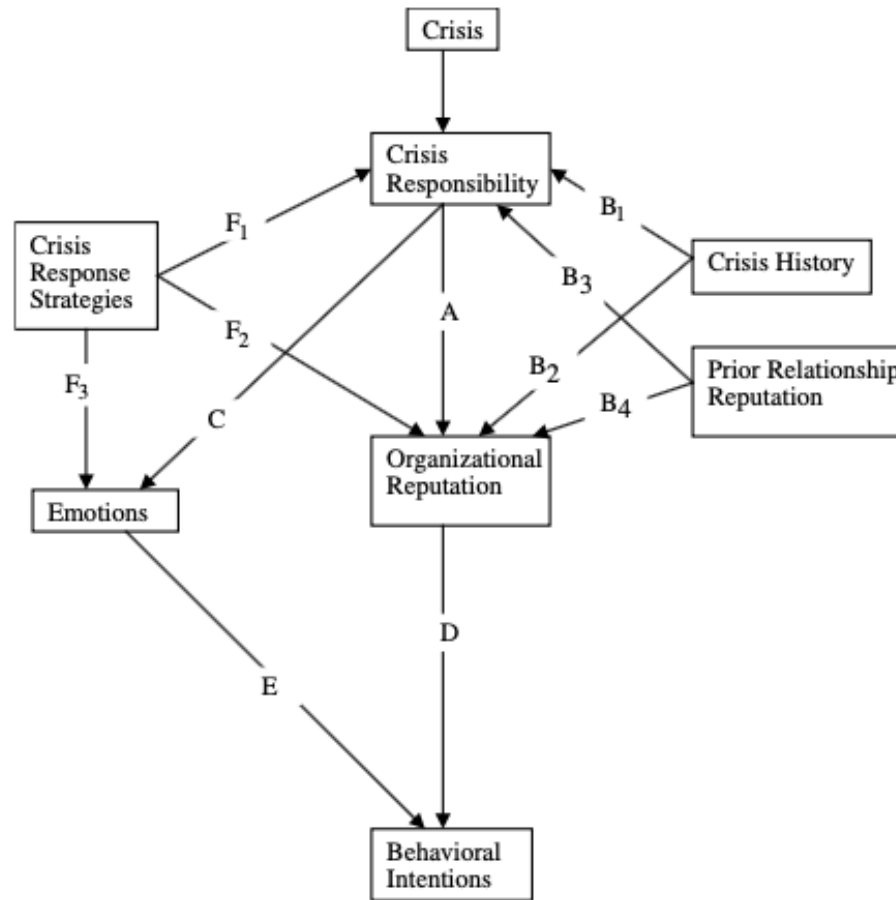 Crisis
Crisis
Responsibility
B1
F1
Crisis
Response
Strategies
Crisis History
B3
A
F2
B2
Prior Relationship
Reputation
F3
B4
C
Organizational
Reputation
Emotions
D
E
Behavioral
Intentions